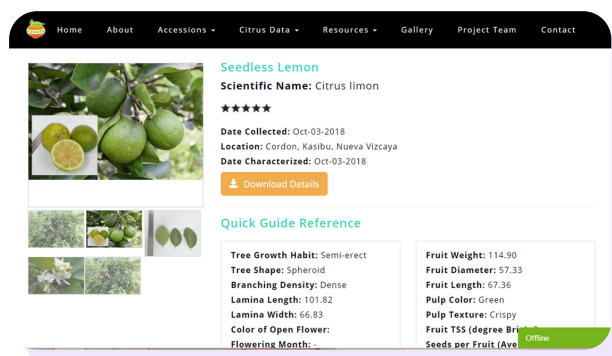 Home About Accessions Citrus Data Resources Gallery Project Team Contact
Seedless Lemon
Scientific Name: Citrus limon
Date Collected: Oct-03-2018
Location: Cordon, Kasibu, Nueva Vizcaya
Date Characterized: Oct-03-2018
Download Details
Quick Guide Reference
Tree Growth Habit: Semi-erect
Tree Shape: Spheroid
Branching Density: Dense
Lamina Length: 101.82
Lamina Width: 66.83
Color of Open Flower:
Flowering Month: -
Fruit Weight: 114.90
Fruit Diameter: 57.33
Fruit Length: 67.36
Pulp Color: Green
Pulp Texture: Crispy
Fruit TSS (degree Bri
Seeds per Fruit (Ave
Offline